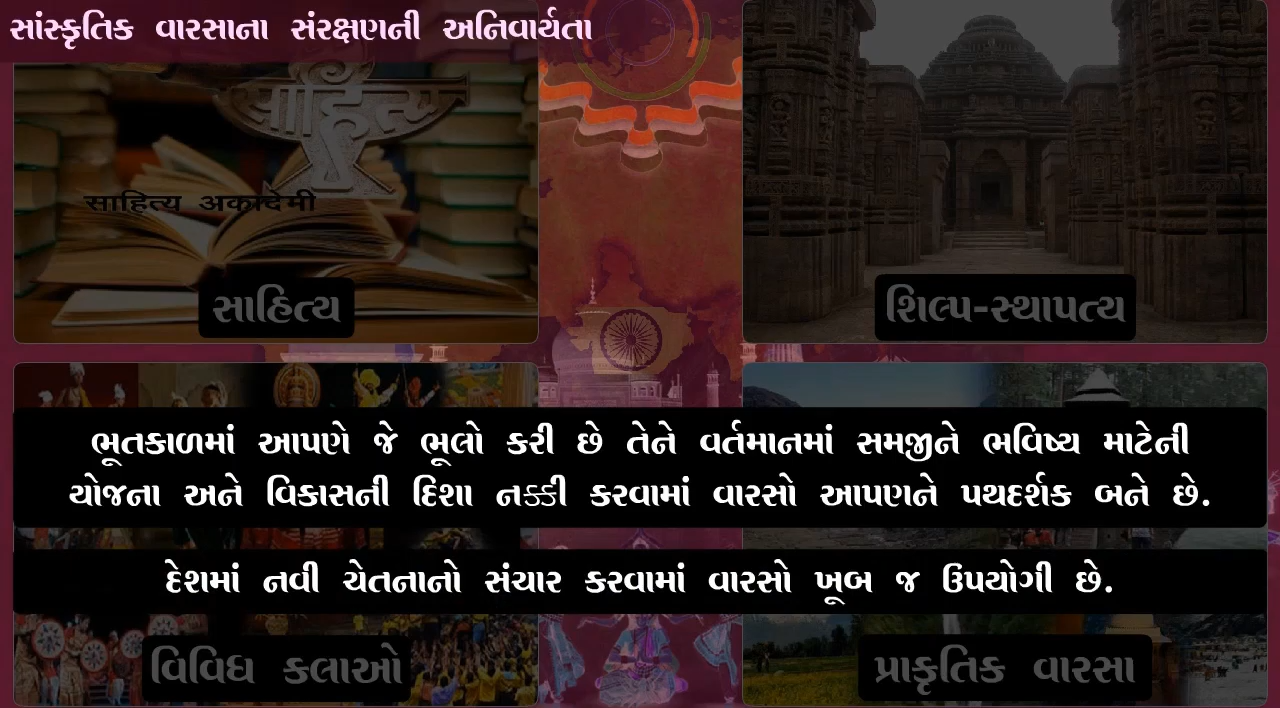 સાંસ્કૃતિક વારસાના સંરક્ષણની અનિવાર્યતા
साहित्य
साहित्य अकादेमी
સાહિત્ય
શિલ્પ-સ્થાપત્ય
ભૂતકાળમાં આપણે જે ભૂલો કરી છે તેને વર્તમાનમાં સમજીને ભવિષ્ય માટેની
યોજના અને વિકાસની દિશા નક્કી કરવામાં વારસો આપણને પથદર્શક બને છે.
દેશમાં નવી ચેતનાનો સંચાર કરવામાં વારસો ખૂબ જ ઉપયોગી છે.
વિવિધ કલાઓ
પ્રાકૃતિક વારસા